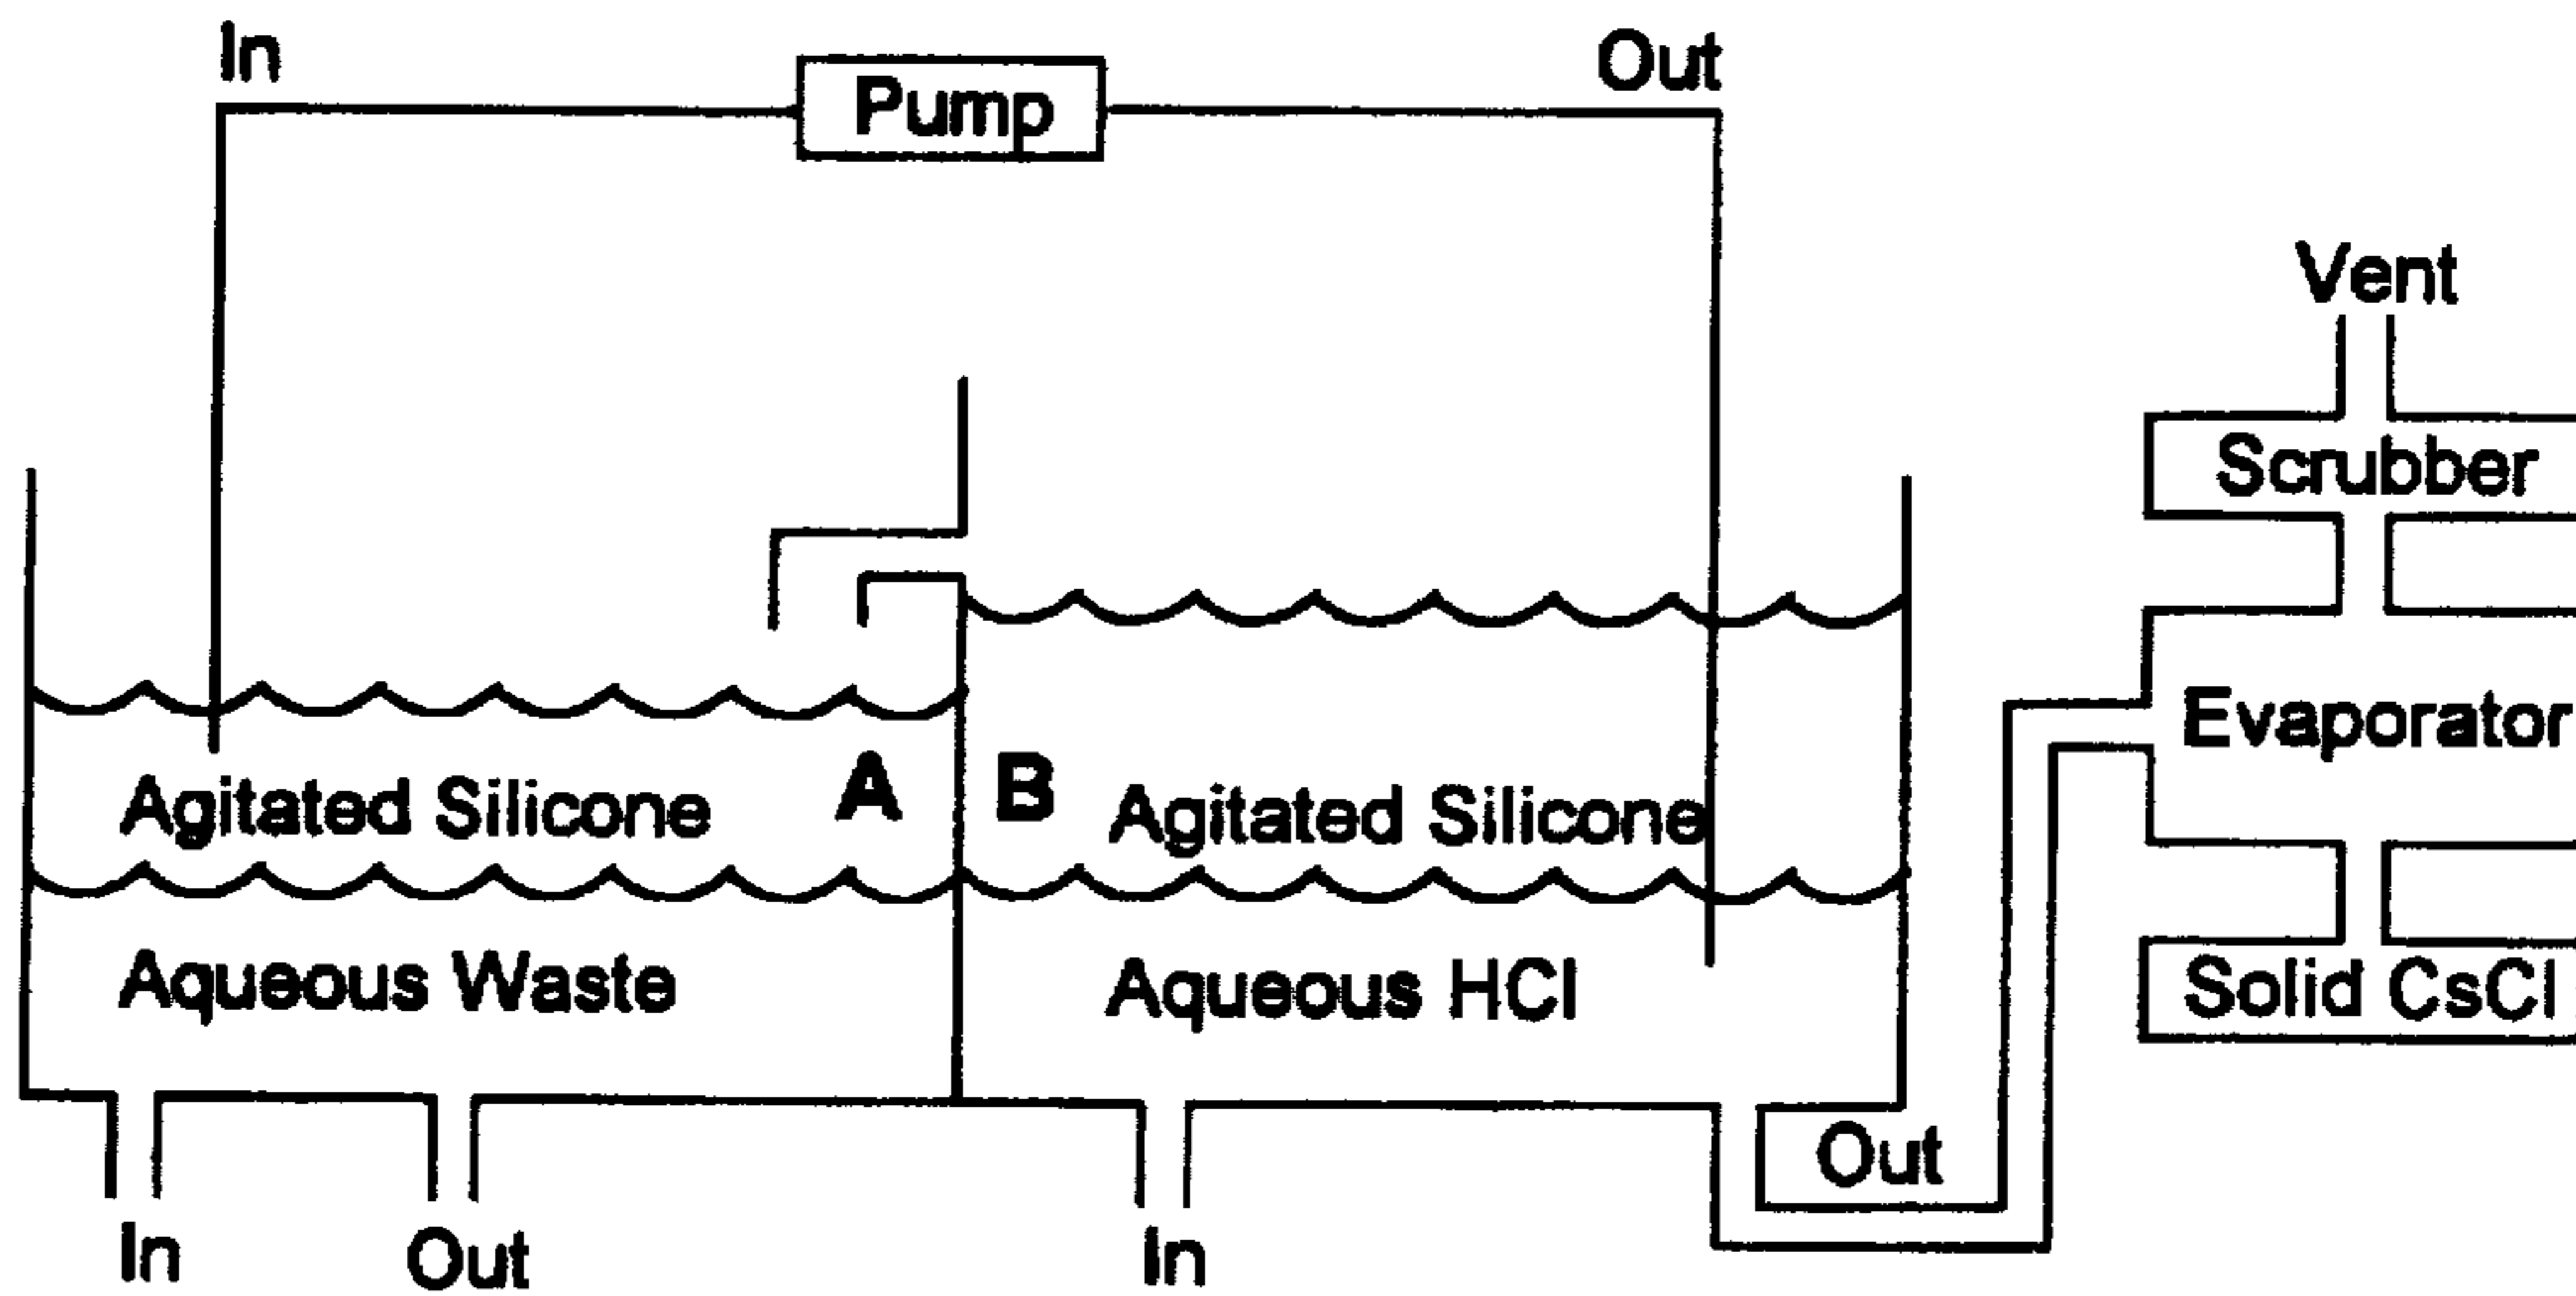 In
Pump
Out
Vent
Scrubber
Evaporator
A
B
Agitated Silicone
Agitated Silicone
Aqueous Waste
Aqueous HCl
Solid CsCl
Out
In
Out
In